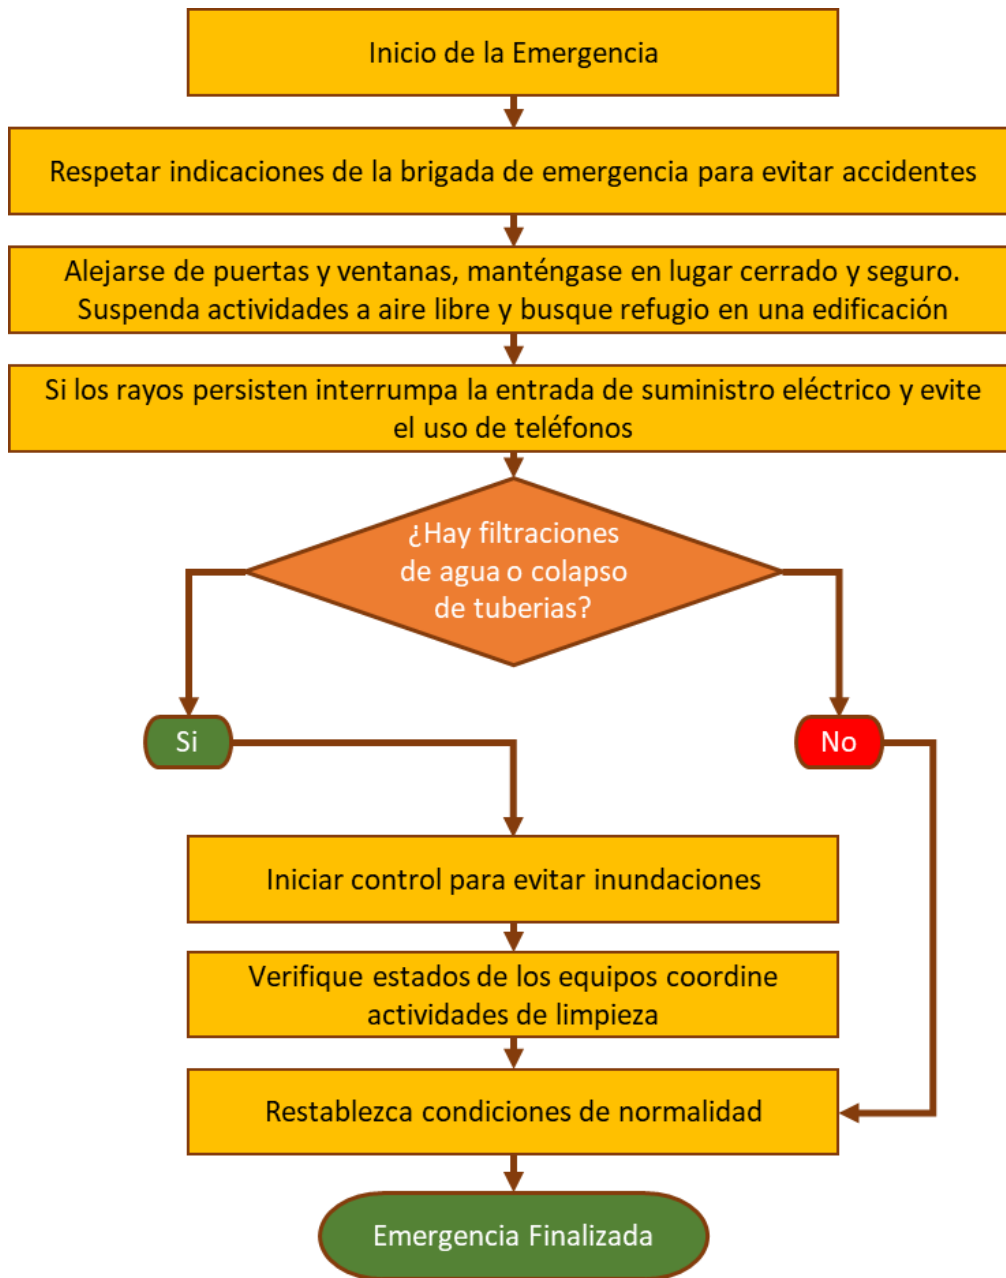 Inicio de la Emergencia
Respetar indicaciones de la brigada de emergencia para evitar accidentes
Alejarse de puertas y ventanas, manténgase en lugar cerrado y seguro.
Suspenda actividades a aire libre y busque refugio en una edificación
Si los rayos persisten interrumpa la entrada de suministro eléctrico y evite
el uso de teléfonos
¿Hay filtraciones
de agua o colapso
de tuberias?
Si
No
Iniciar control para evitar inundaciones
Verifique estados de los equipos coordine
actividades de limpieza
Restablezca condiciones de normalidad
Emergencia Finalizada